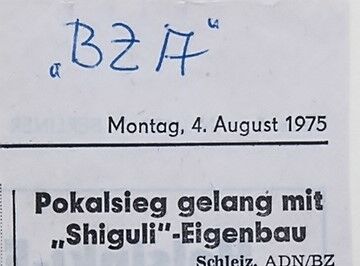 „BZA“
Montag, 4. August 1975
Pokalsieg gelang mit
„Shiguli“-Eigenbau
Schleiz. ADN/BZ